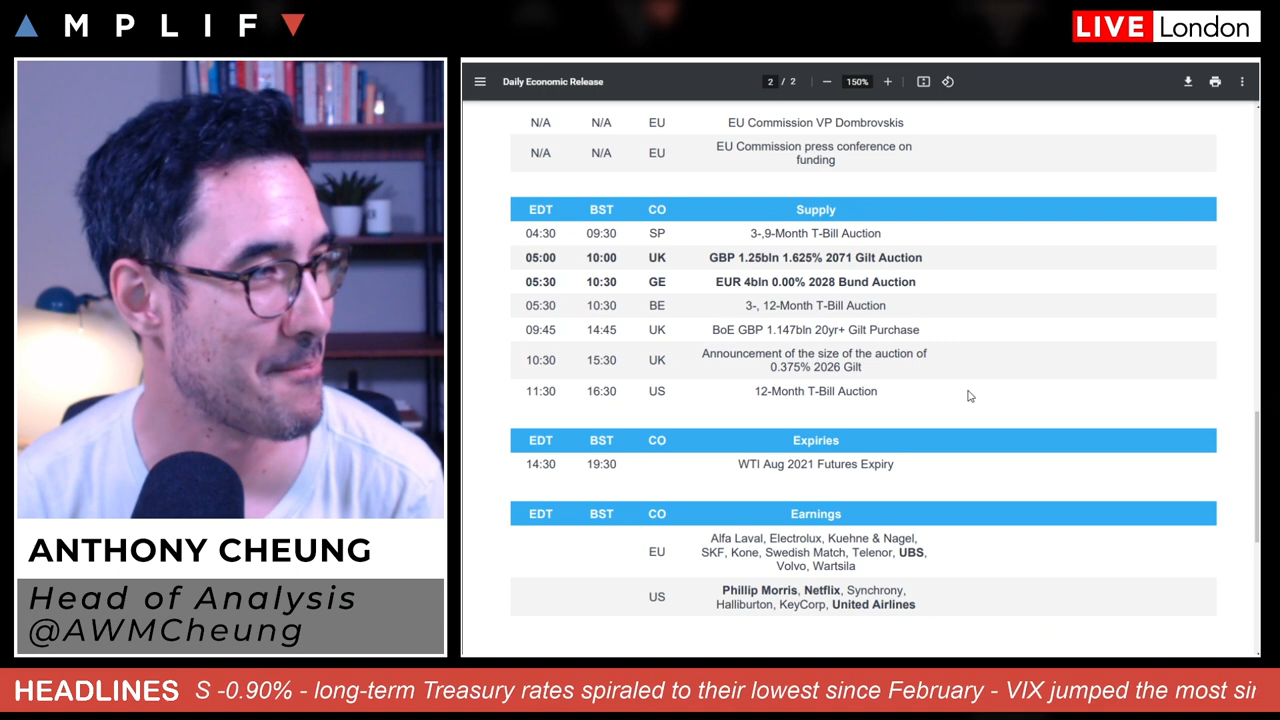 AMPLIFY
LIVE London
Daily Economic Release
2 / 2
150%
N/A N/A EU EU Commission VP Dombrovskis
N/A N/A EU EU Commission press conference on
funding
EDT BST CO Supply
04:30 09:30 SP 3-,9-Month T-Bill Auction
05:00 10:00 UK GBP 1.25bln 1.625% 2071 Gilt Auction
05:30 10:30 GE EUR 4bln 0.00% 2028 Bund Auction
05:30 10:30 BE 3-, 12-Month T-Bill Auction
09:45 14:45 UK BoE GBP 1.147bln 20yr+ Gilt Purchase
10:30 15:30 UK Announcement of the size of the auction of
0.375% 2026 Gilt
11:30 16:30 US 12-Month T-Bill Auction
EDT BST CO Expiries
14:30 19:30 WTI Aug 2021 Futures Expiry
EDT BST CO Earnings
EU Alfa Laval, Electrolux, Kuehne & Nagel,
SKF, Kone, Swedish Match, Telenor, UBS,
Volvo, Wartsila
US Phillip Morris, Netflix, Synchrony,
Halliburton, KeyCorp, United Airlines
ANTHONY CHEUNG
Head of Analysis
@AWMCheung
HEADLINES S -0.90% - long-term Treasury rates spiraled to their lowest since February - VIX jumped the most sin